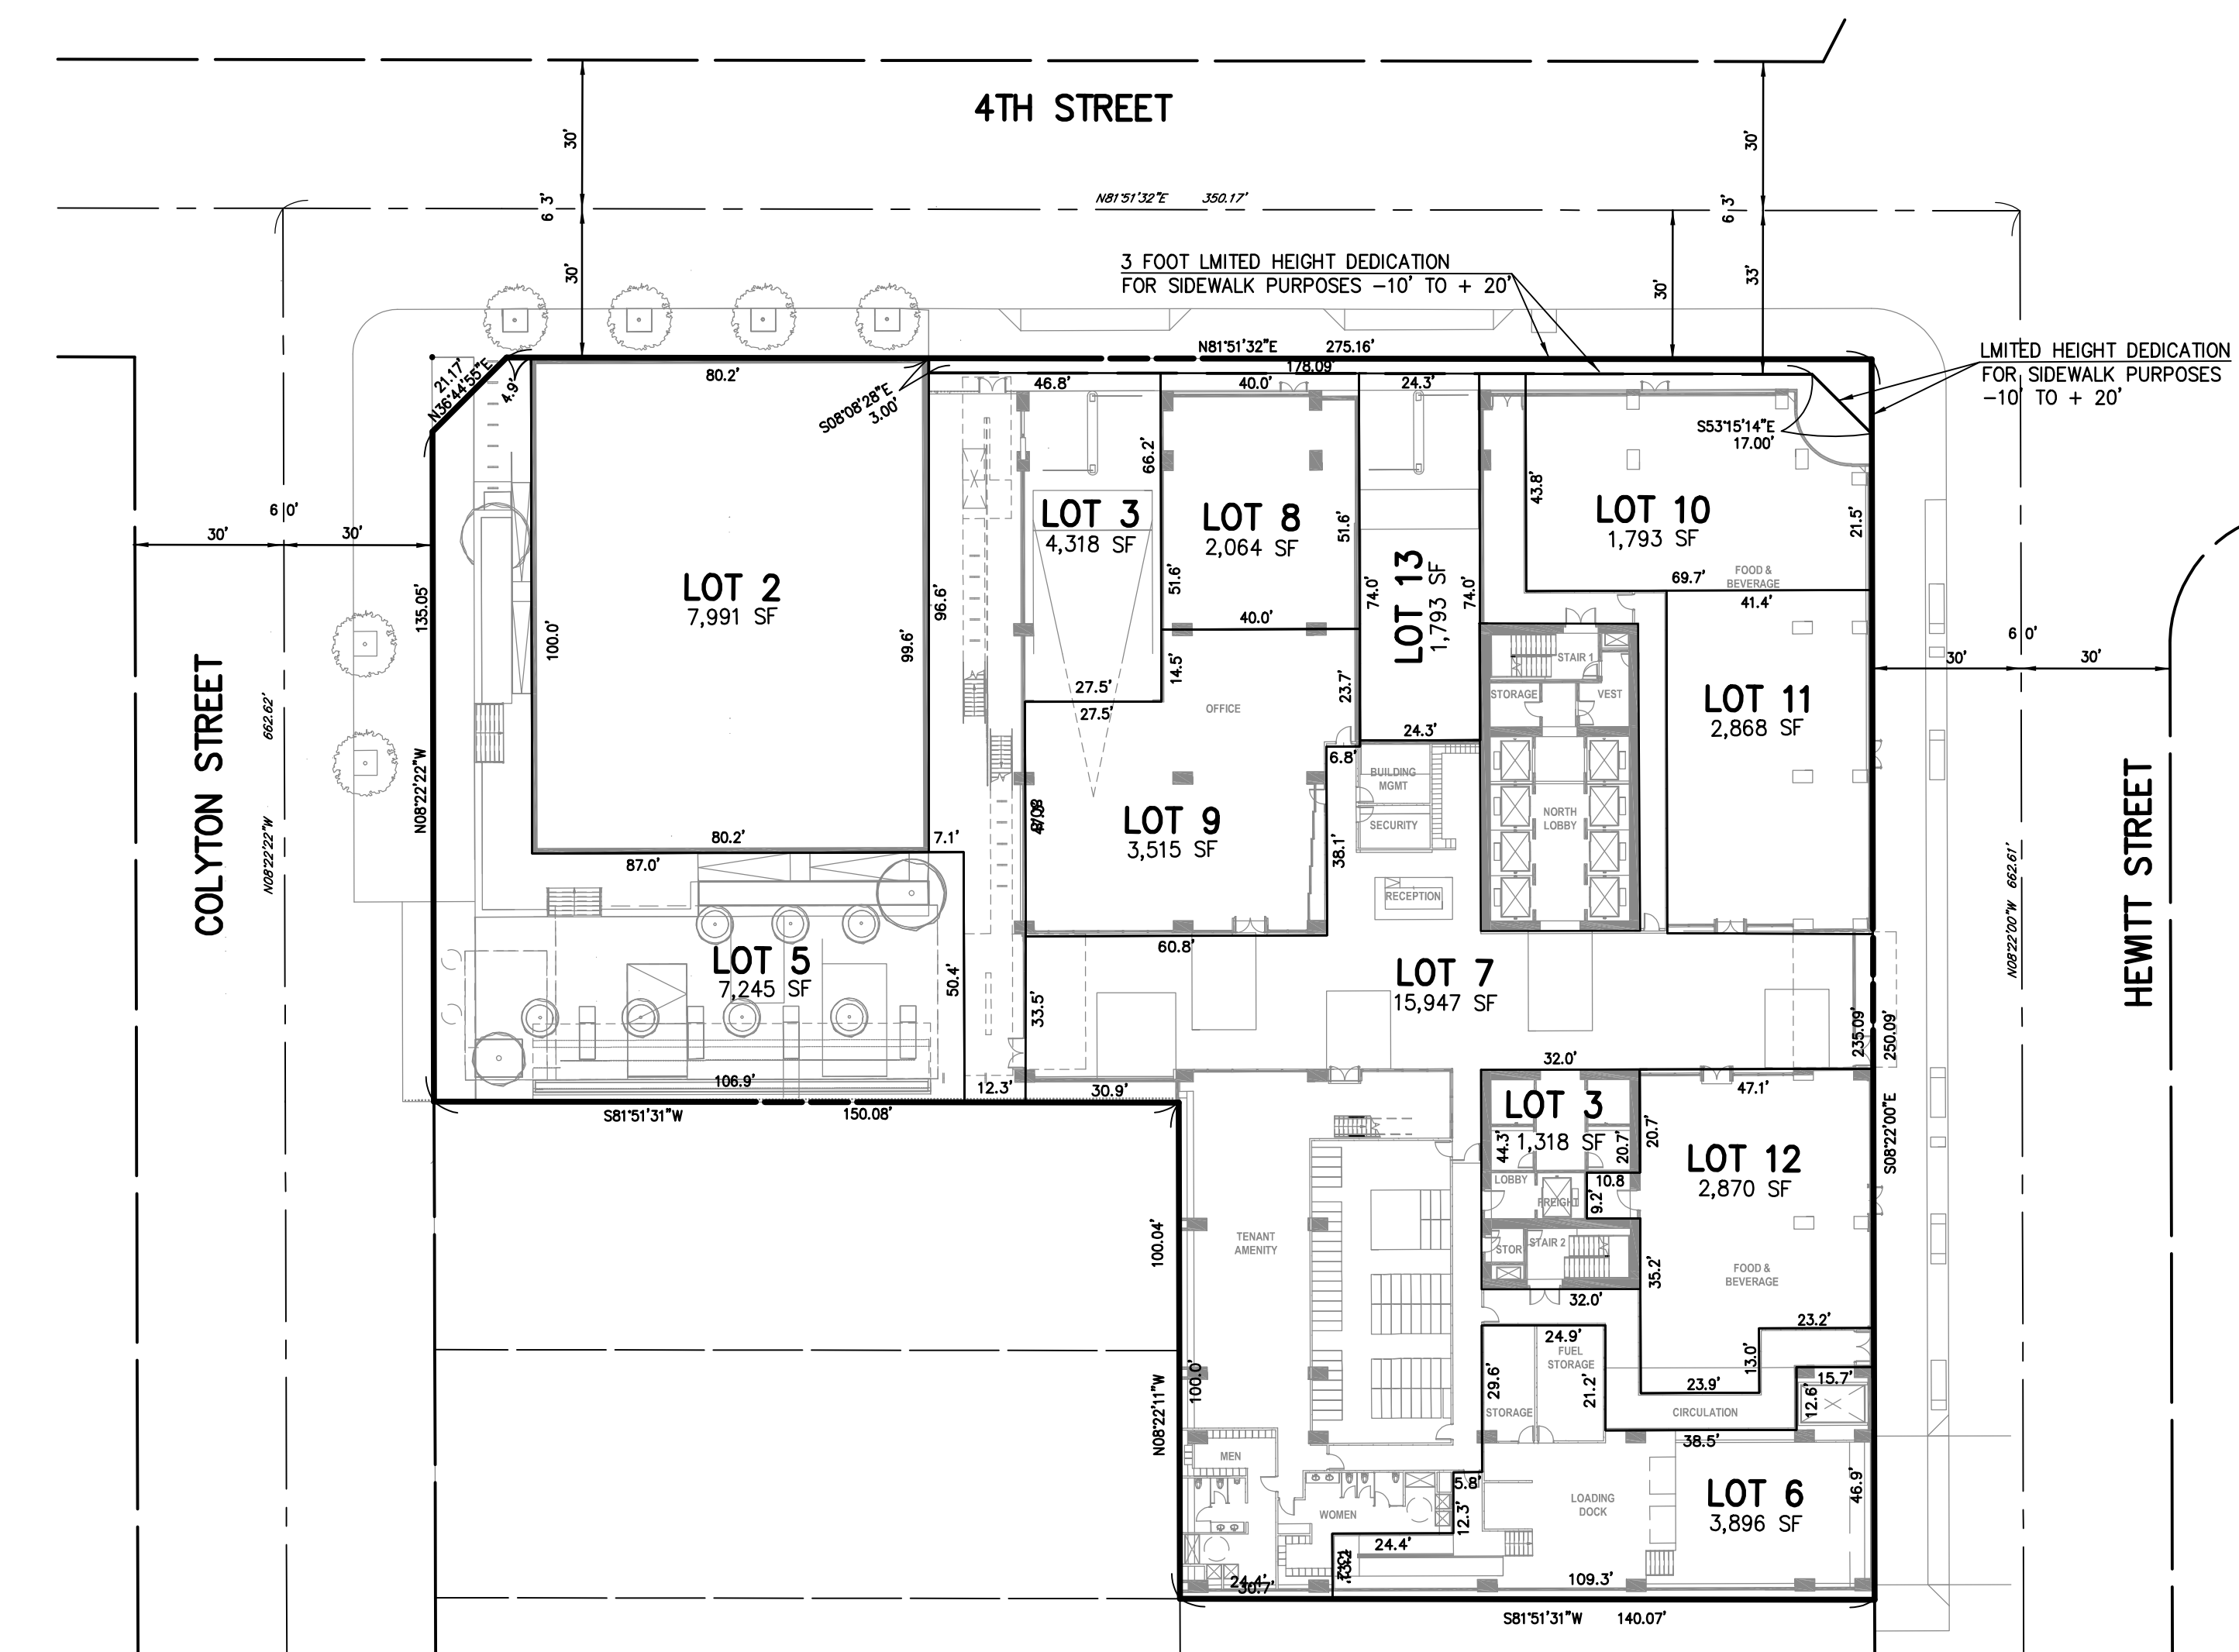 4TH STREET
30'
30'
6 3'
6 3'
N81°51'32"E 350.17'
3 FOOT LMITED HEIGHT DEDICATION
FOR SIDEWALK PURPOSES -10' TO + 20'
30'
30'
33'
LMITED HEIGHT DEDICATION
FOR SIDEWALK PURPOSES
-10' TO + 20'
N81°51'32"E 275.16'
178.09'
21.17'
N36°44'55"E
4.9'
80.2'
S08°08'28"E
3.00'
46.8'
40.0'
24.3'
S53°15'14"E
17.00'
66.2'
43.8'
21.5'
LOT 3
4,318 SF
LOT 8
2,064 SF
51.6'
51.6'
LOT 10
1,793 SF
6 0'
30'
30'
LOT 2
7,991 SF
100.0'
99.6'
96.6'
LOT 13
1,793 SF
74.0'
74.0'
FOOD &
BEVERAGE
69.7'
41.4'
135.05'
N08°22'22"W
40.0'
14.5'
23.7'
27.5'
27.5'
OFFICE
STAIR 1
STORAGE
VEST
6 0'
30'
30'
LOT 11
2,868 SF
COLYTON STREET
662.62'
N08°22'22"W
24.3'
6.8'
BUILDING
MGMT
SECURITY
NORTH
LOBBY
LOT 9
3,515 SF
38.1'
80.2'
7.1'
87.0'
RECEPTION
N08°22'00"W 662.61'
HEWITT STREET
60.8'
LOT 5
7,245 SF
50.4'
33.5'
LOT 7
15,947 SF
235.09'
250.09'
S08°22'00"E
106.9'
12.3'
30.9'
S81°51'31"W
150.08'
32.0'
47.1'
LOT 3
1,318 SF
44.3'
20.7'
20.7'
LOBBY
FREIGHT
10.8
9.2'
LOT 12
2,870 SF
STOR
STAIR 2
35.2'
32.0'
TENANT
AMENITY
100.04'
N08°22'11"W
100.0'
FOOD &
BEVERAGE
23.2'
24.9'
FUEL
STORAGE
29.6'
21.2'
13.0'
23.9'
15.7'
12.6'
STORAGE
CIRCULATION
38.5'
MEN
WOMEN
5.8'
12.3'
24.4'
LOADING
DOCK
LOT 6
3,896 SF
46.9'
24.4'
30.7'
109.3'
S81°51'31"W 140.07'